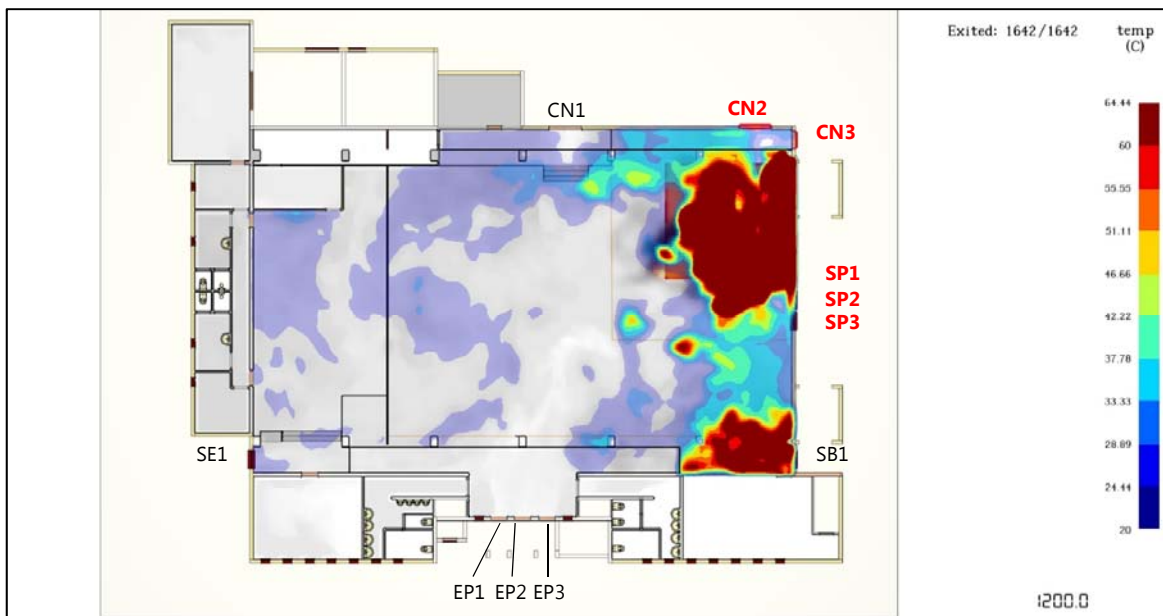 Exited: 1642/1642
temp
(C)
CN1
CN2
CN3
SP1
SP2
SP3
SE1
SB1
EP1 EP2 EP3
64.44
60
55.55
51.11
46.66
42.22
37.78
33.33
28.89
24.44
20
1200.0